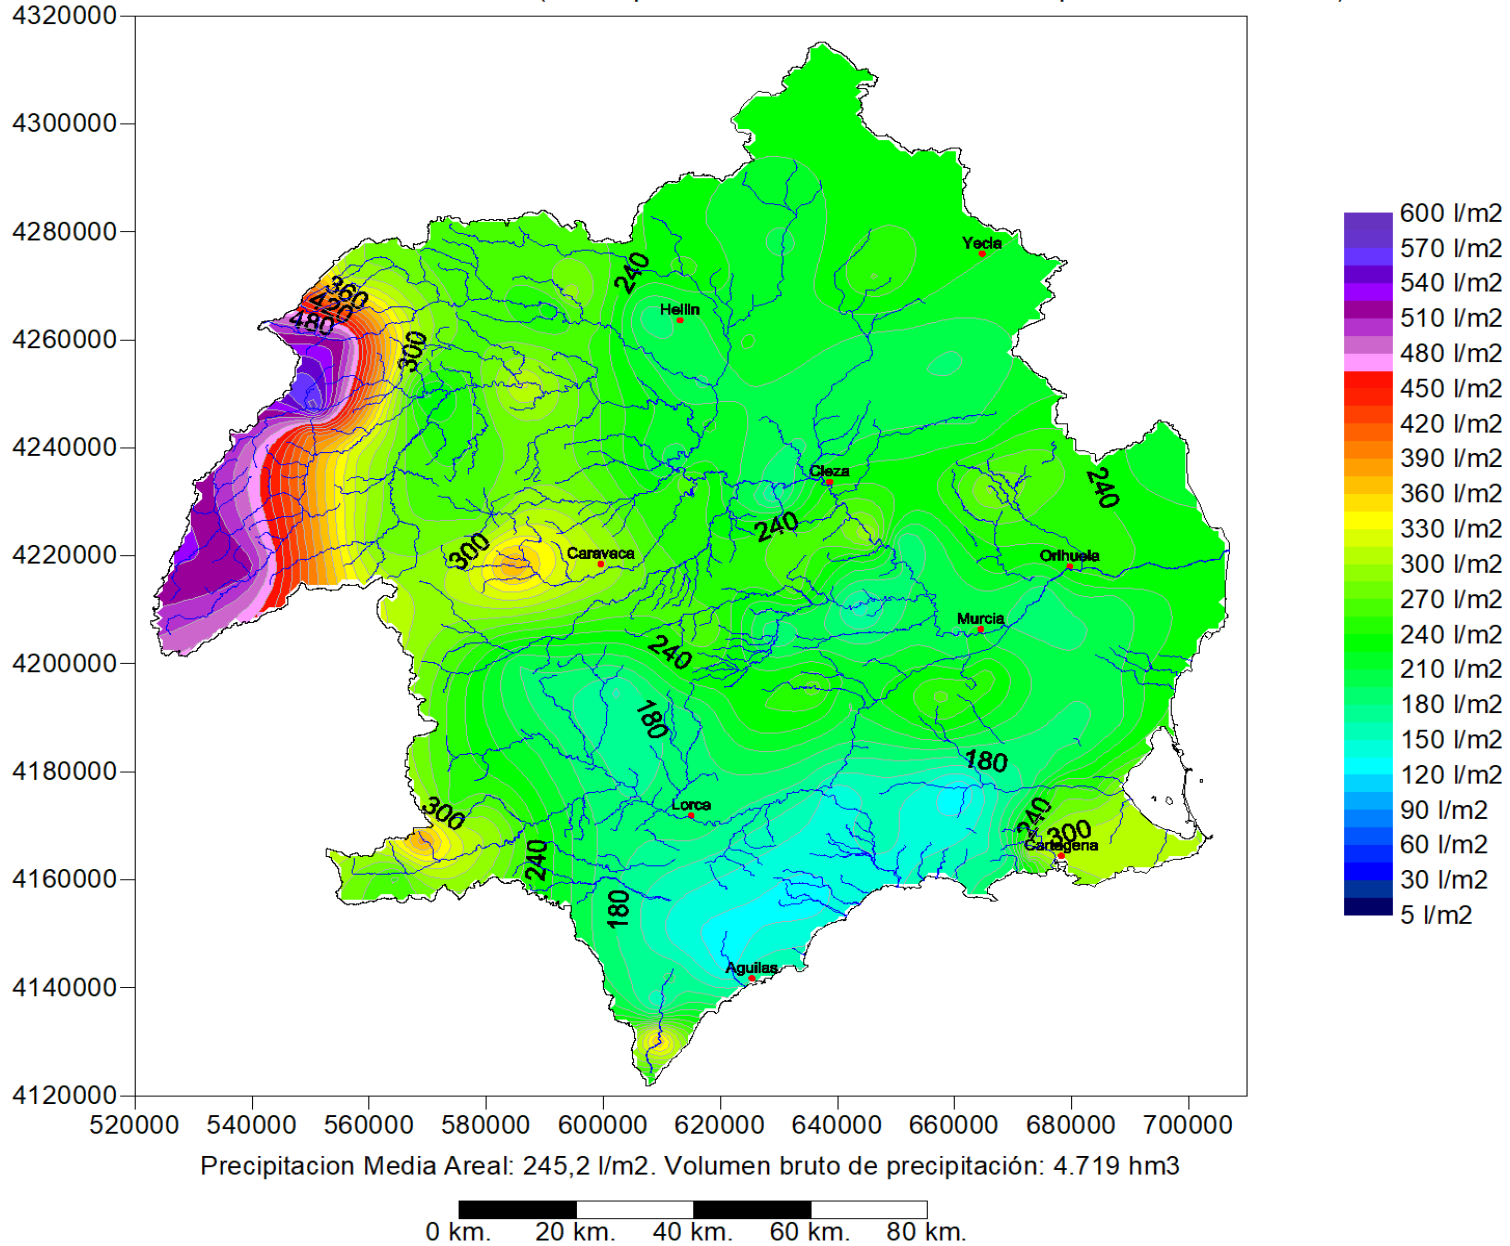 4320000
4300000
4280000
4260000
4240000
4220000
4200000
4180000
4160000
4140000
4120000
520000 540000 560000 580000 600000 620000 640000 660000 680000 700000
Yecla
240
Hellin
360
420
480
300
Cieza
240
240
300
Caravaca
Orihuela
Murcia
240
180
180
Lorca
300
240
300
Cartagena
240
180
Aguilas
600 l/m2
570 l/m2
540 l/m2
510 l/m2
480 l/m2
450 l/m2
420 l/m2
390 l/m2
360 l/m2
330 l/m2
300 l/m2
270 l/m2
240 l/m2
210 l/m2
180 l/m2
150 l/m2
120 l/m2
90 l/m2
60 l/m2
30 l/m2
5 l/m2
Precipitacion Media Areal: 245,2 l/m2. Volumen bruto de precipitación: 4.719 hm3
0 km. 20 km. 40 km. 60 km. 80 km.